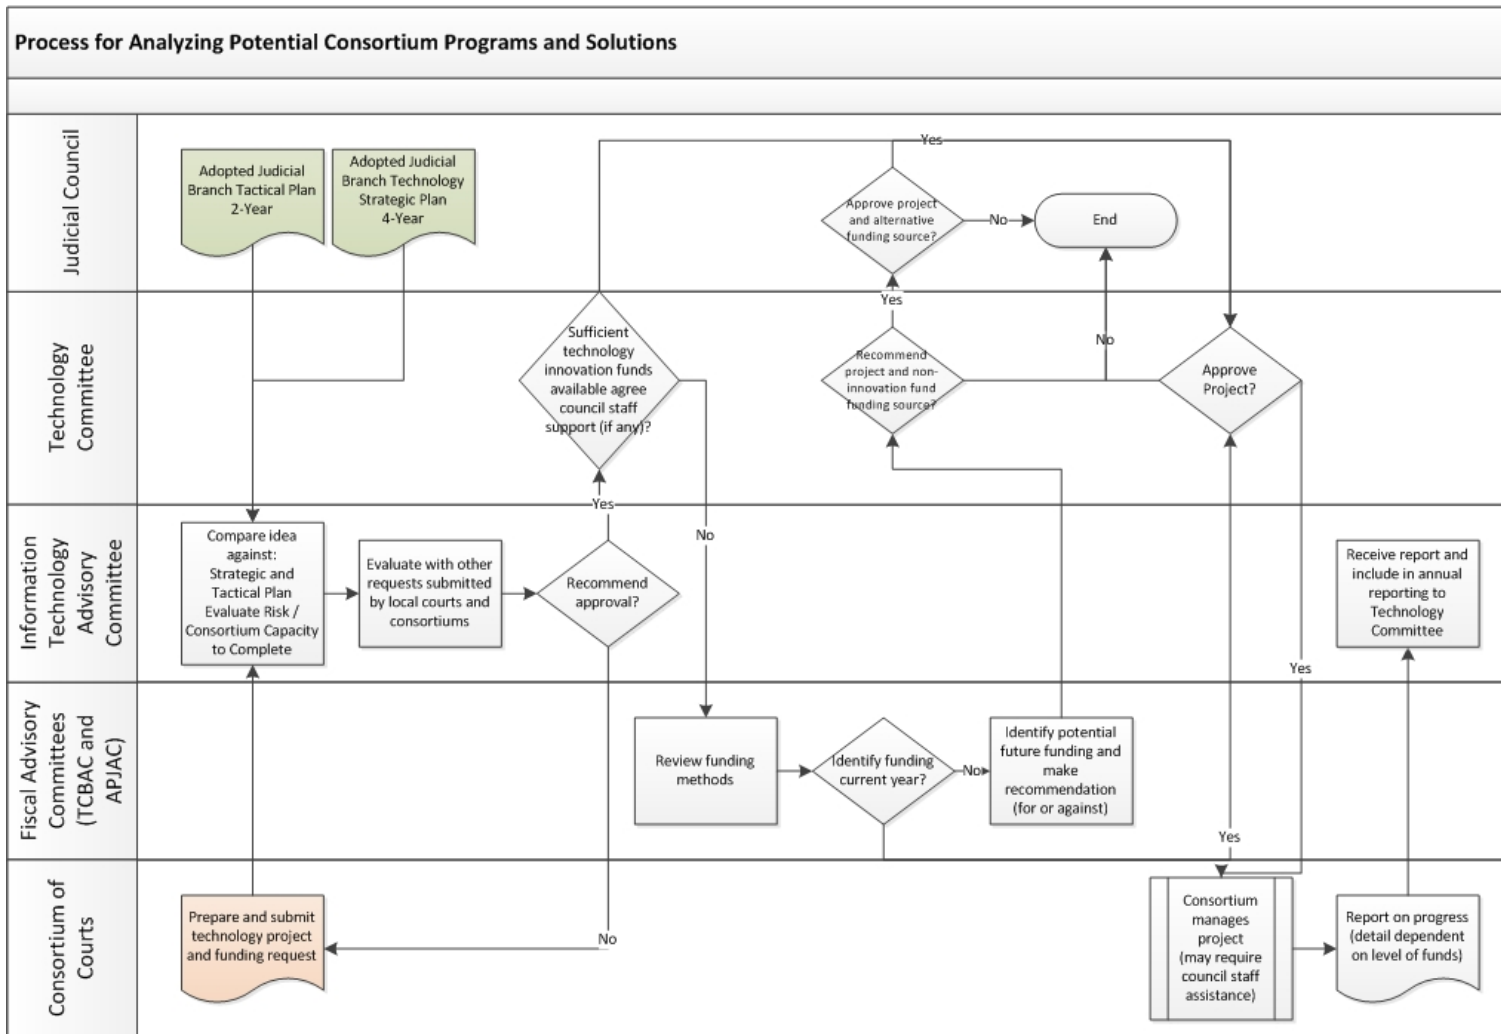 Process for Analyzing Potential Consortium Programs and Solutions
Judicial Council
Adopted Judicial
Branch Tactical Plan
2-Year
Adopted Judicial
Branch Technology
Strategic Plan
4-Year
Yes
Approve project
and alternative
funding source?
No
End
Technology
Committee
Sufficient
technology
innovation funds
available agree
council staff
support (if any)?
Yes
Recommend
project and non-
innovation fund
funding source?
No
Approve
Project?
Information
Technology
Advisory
Committee
Compare idea
against:
Strategic and
Tactical Plan
Evaluate Risk /
Consortium Capacity
to Complete
Evaluate with other
requests submitted
by local courts and
consortiums
Yes
Recommend
approval?
No
Receive report and
include in annual
reporting to
Technology
Committee
Yes
Fiscal Advisory
Committees
(TCBAC and
APJAC)
Review funding
methods
Identify funding
current year?
No
Identify potential
future funding and
make
recommendation
(for or against)
Yes
Consortium of
Courts
Prepare and submit
technology project
and funding request
No
Consortium
manages
project
(may require
council staff
assistance)
Report on progress
(detail dependent
on level of funds)